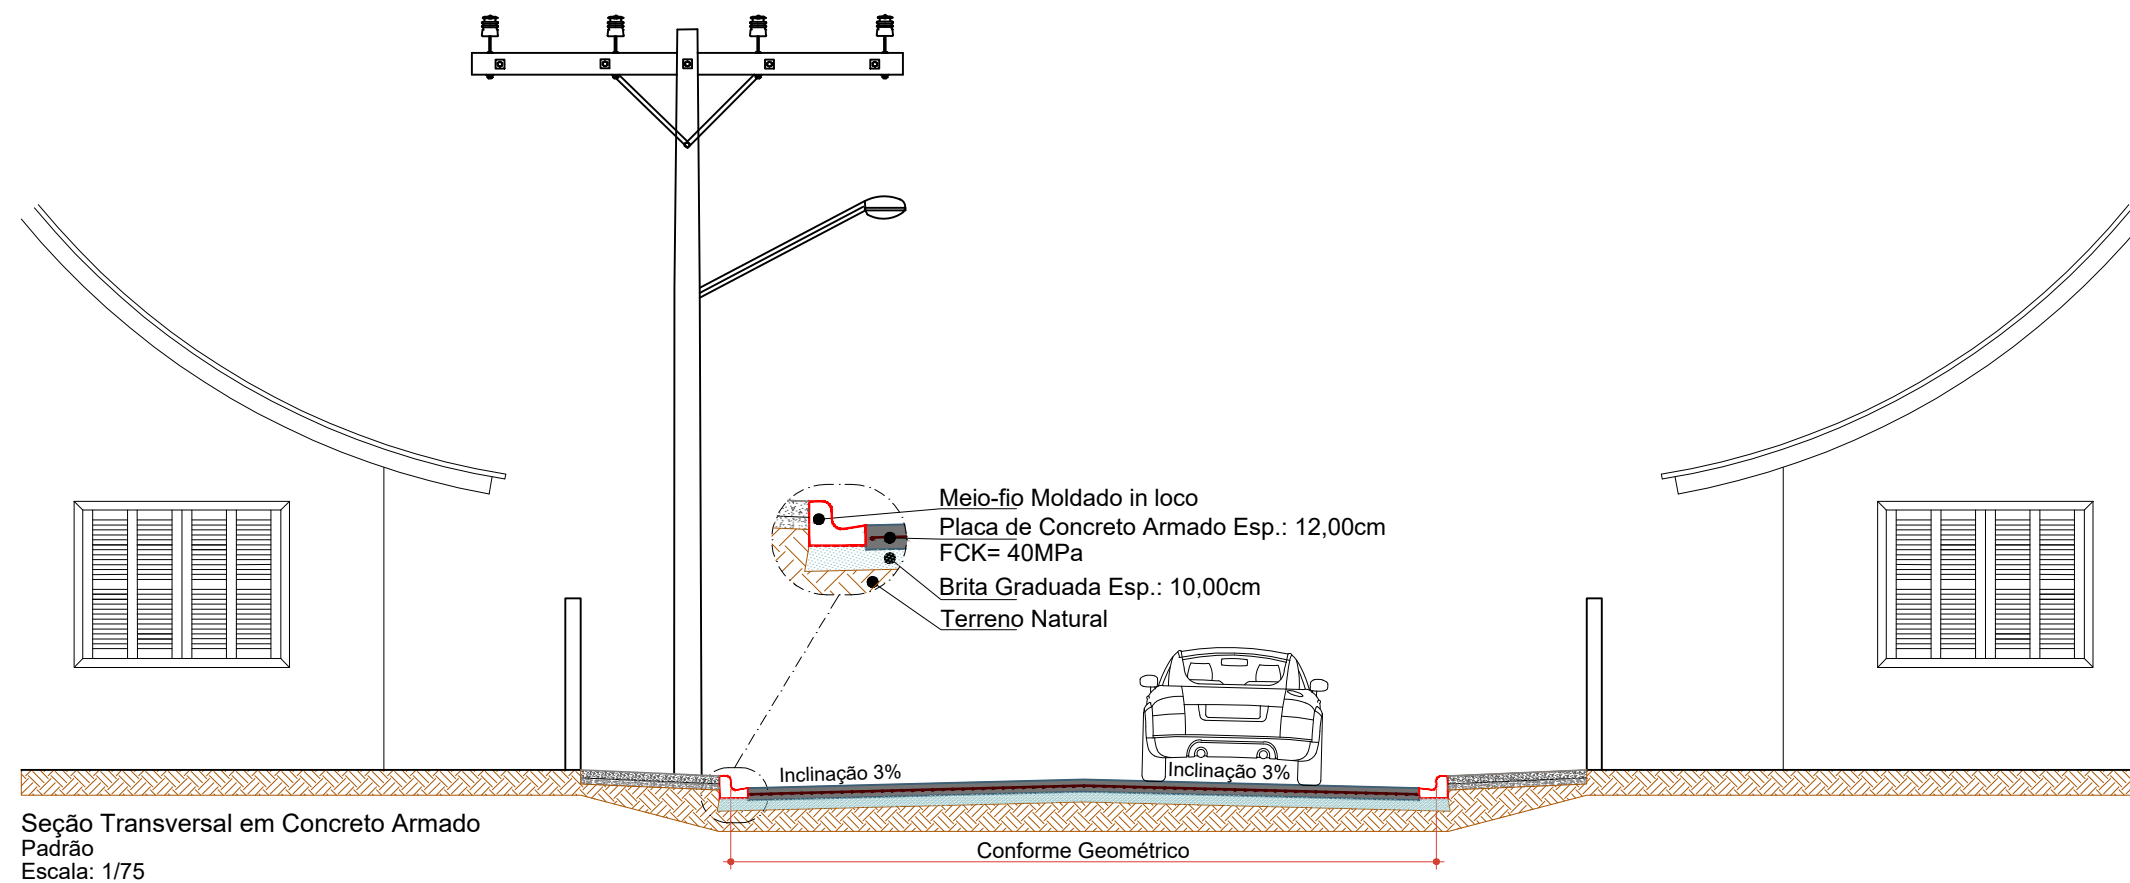 Meio-fio Moldado in loco
Placa de Concreto Armado Esp.: 12,00cm
FCK= 40MPa
Brita Graduada Esp.: 10,00cm
Terreno Natural
Inclinação 3%
Inclinação 3%
Conforme Geométrico
Seção Transversal em Concreto Armado
Padrão
Escala: 1/75